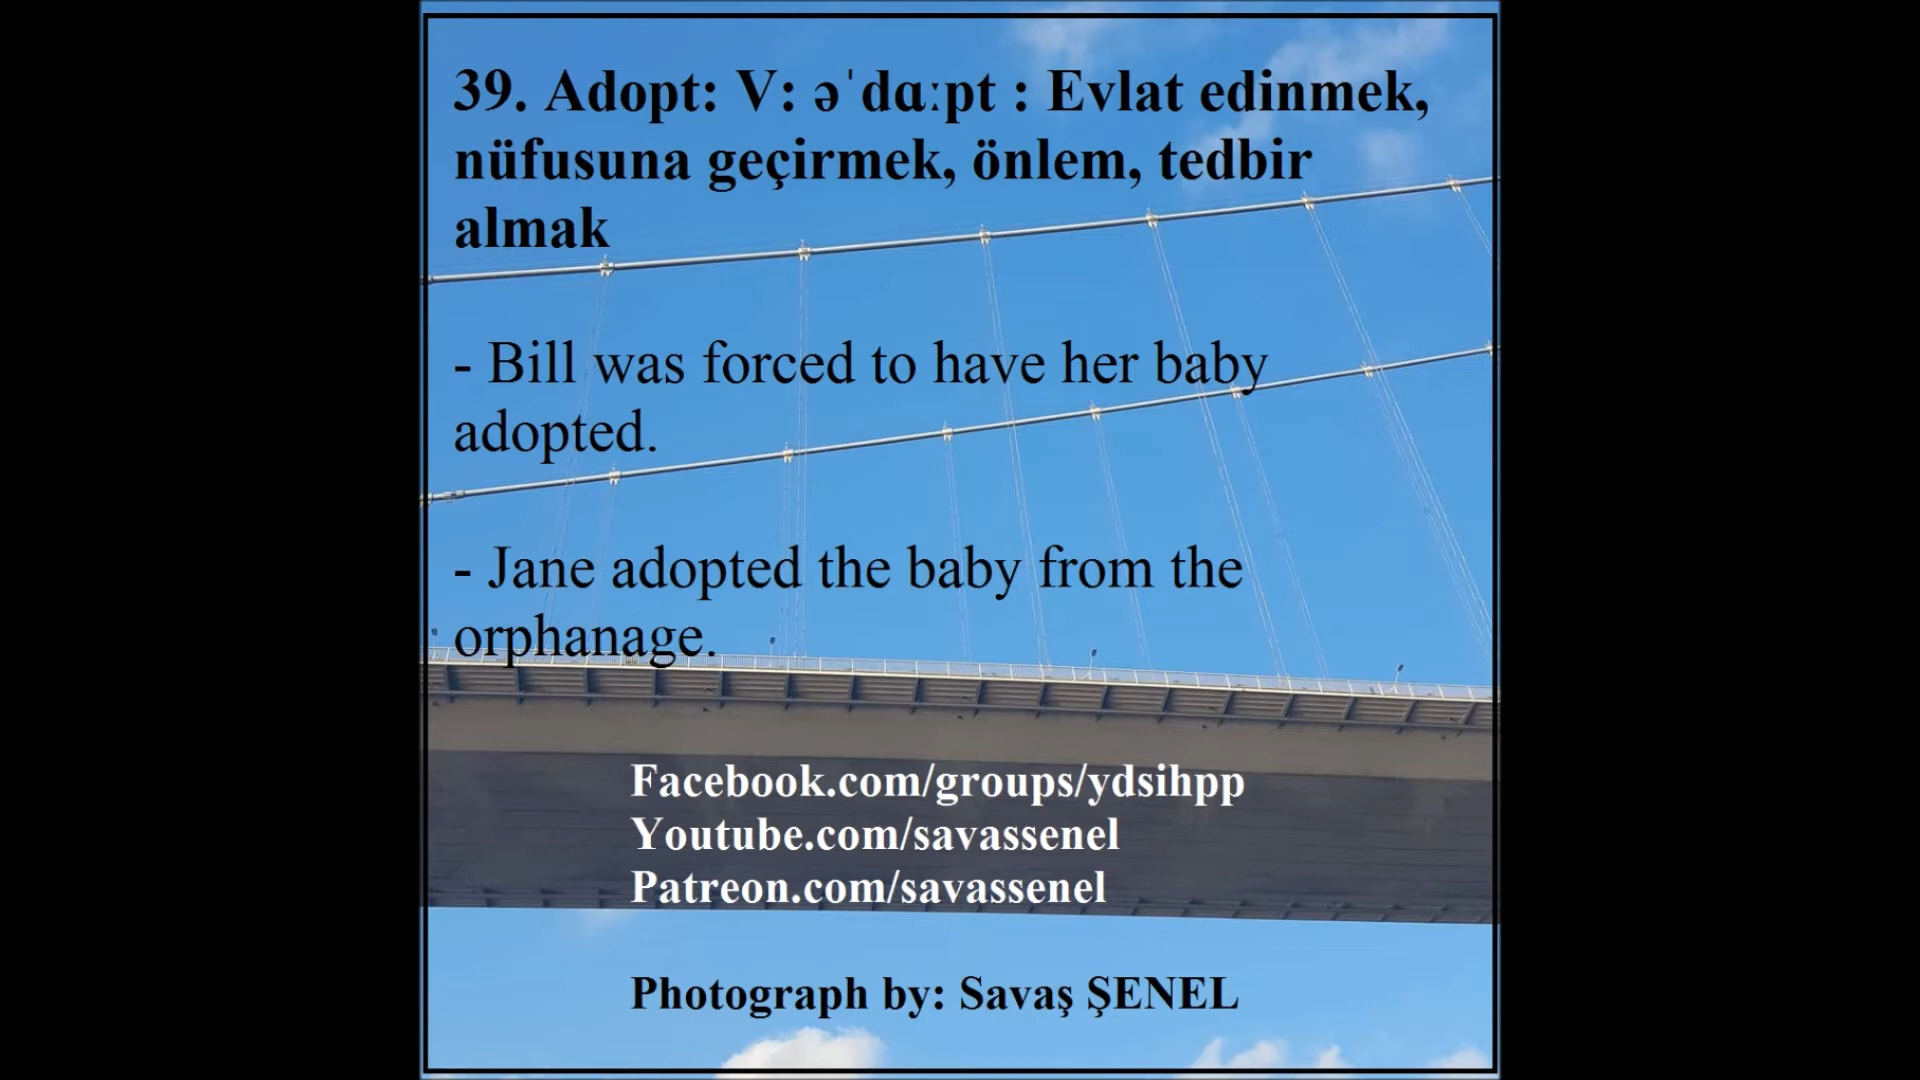 39. Adopt: V: əˈdɑːpt : Evlat edinmek,
nüfusuna geçirmek, önlem, tedbir
almak
- Bill was forced to have her baby
adopted.
- Jane adopted the baby from the
orphanage.
Facebook.com/groups/ydsihpp
Youtube.com/savassenel
Patreon.com/savassenel
Photograph by: Savaş ŞENEL